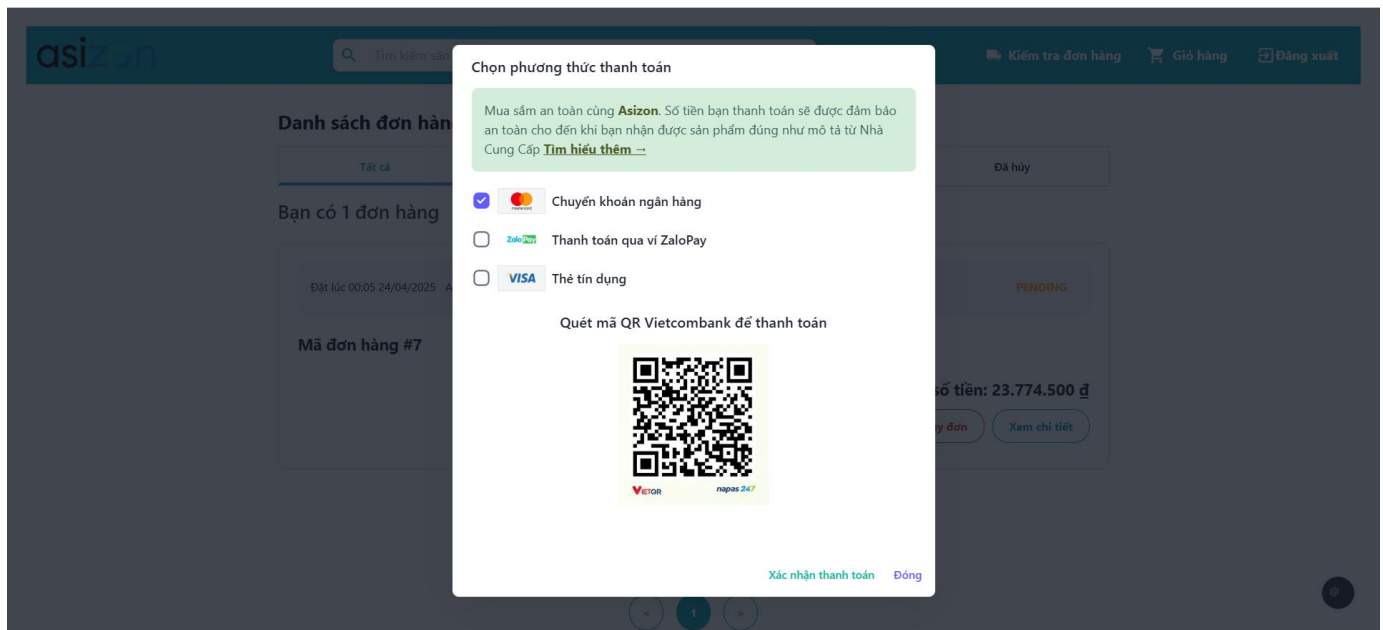 asizon
Tìm kiếm sản
Kiểm tra đơn hàng
Giỏ hàng
Đăng xuất
Chọn phương thức thanh toán
Mua sắm an toàn cùng Asizon. Số tiền bạn thanh toán sẽ được đảm bảo
an toàn cho đến khi bạn nhận được sản phẩm đúng như mô tả từ Nhà
Cung Cấp Tìm hiểu thêm →
Danh sách đơn hàn
Tất cả
Đã hủy
Bạn có 1 đơn hàng
Chuyển khoản ngân hàng
ZaloPay Thanh toán qua ví ZaloPay
VISA Thẻ tín dụng
Đặt lúc 00:05 24/04/2025 A
PENDING
Quét mã QR Vietcombank để thanh toán
Mã đơn hàng #7
số tiền: 23.774.500 ₫
y đơn
Xem chi tiết
VIETQR
napas 247
Xác nhận thanh toán
Đóng
< 1 >